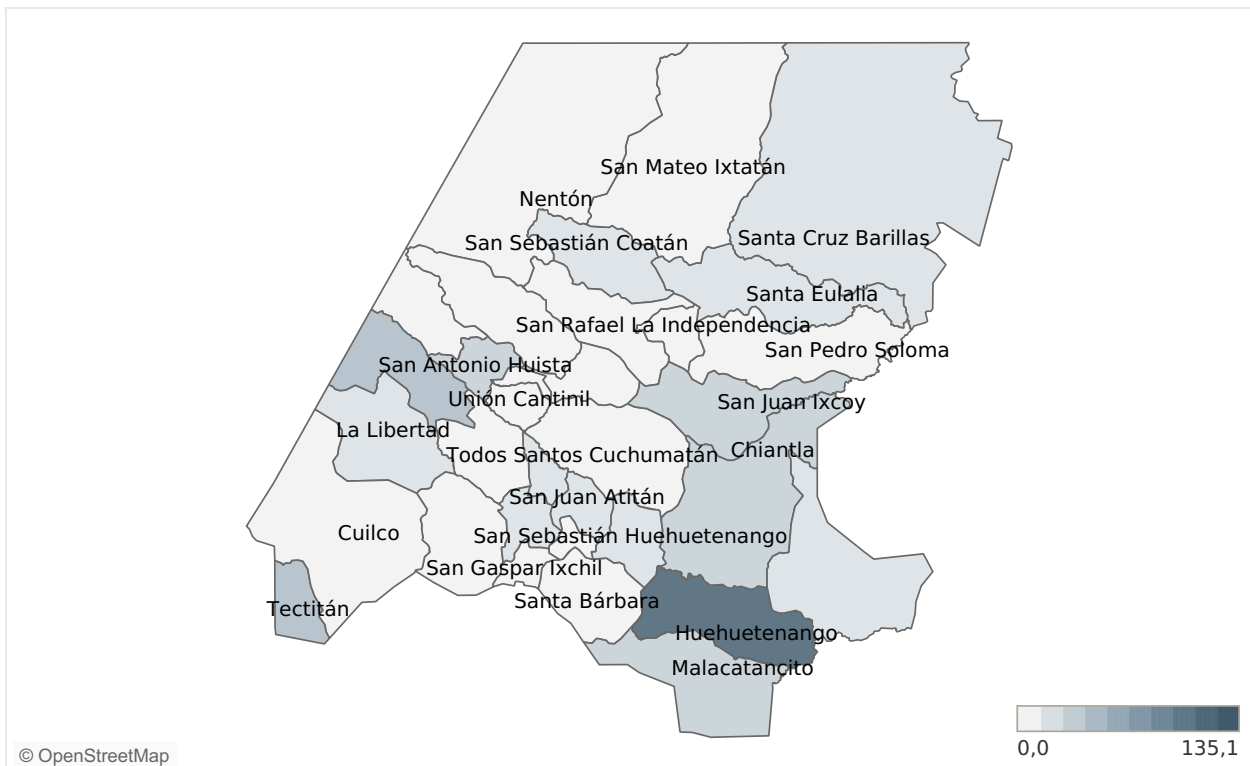 San Mateo Ixtatán
Nentón
San Sebastián Coatán
Santa Cruz Barillas
Santa Eulalia
San Rafael La Independencia
San Pedro Soloma
San Antonio Huista
Unión Cantinil
San Juan Ixcoy
La Libertad
Chiantla
Todos Santos Cuchumatán
San Juan Atitán
Cuilco
San Sebastián Huehuetenango
San Gaspar Ixchil
Santa Bárbara
Tectitán
Huehuetenango
Malacatancito
0,0 135,1
© OpenStreetMap